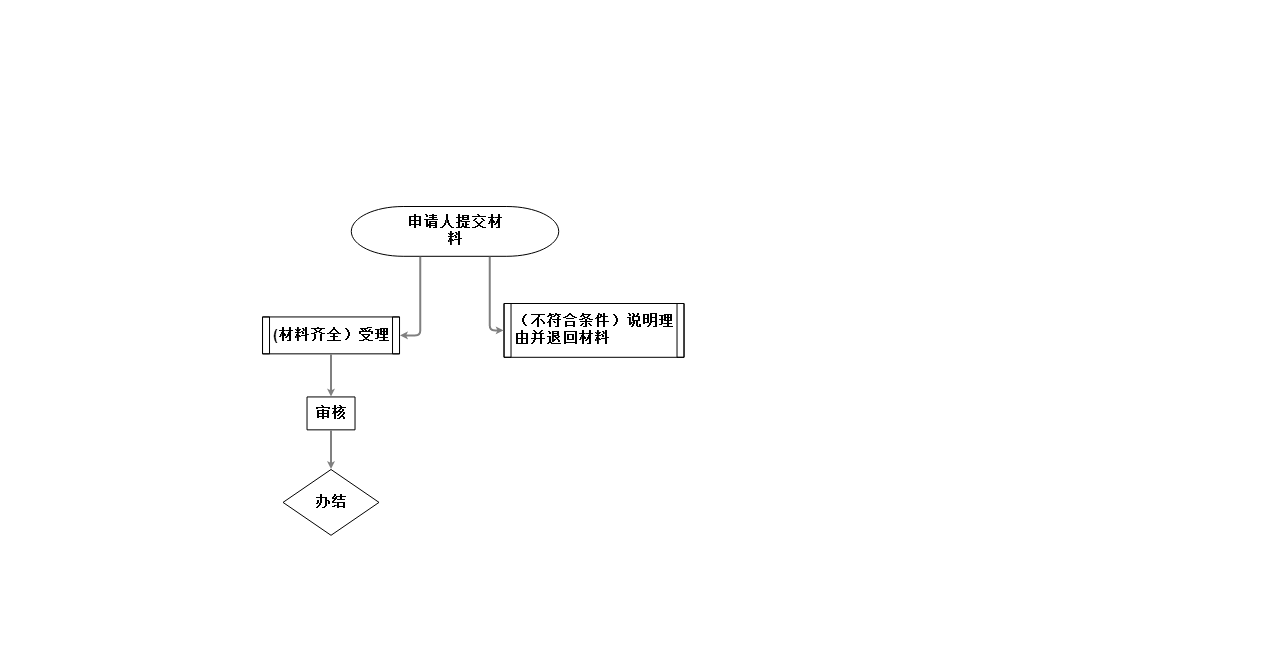 申请人提交材
料
(材料齐全）受理
（不符合条件）说明理
由并退回材料
审核
办结